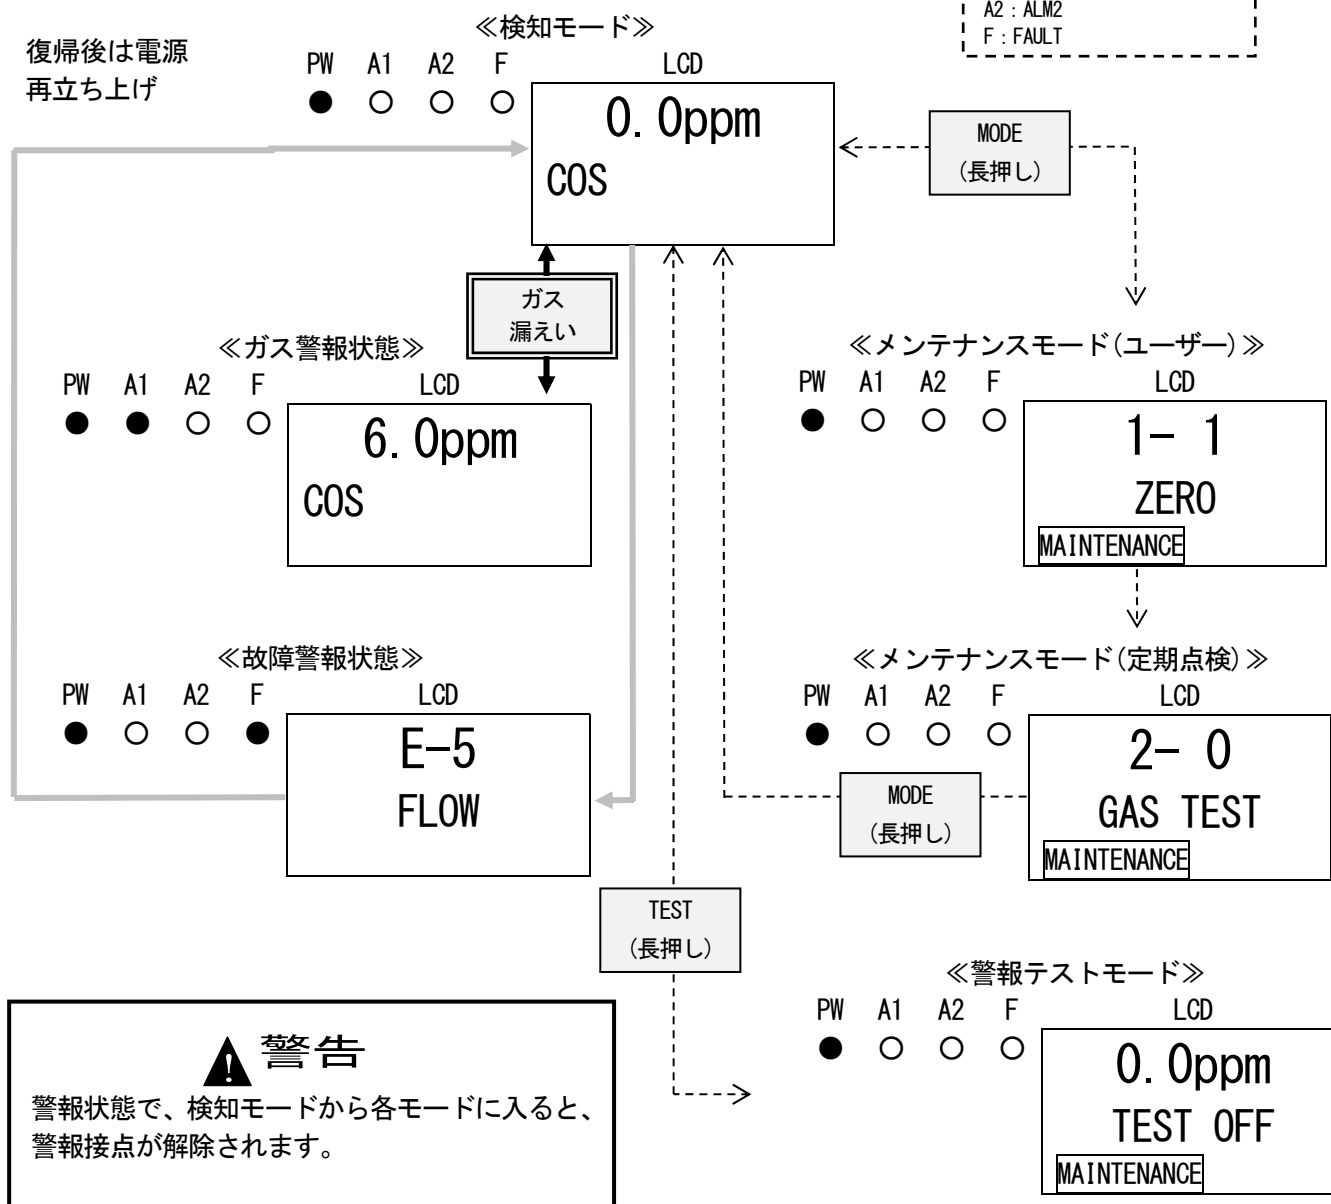 A2：ALM2
F：FAULT
≪検知モード≫
復帰後は電源
再立ち上げ
PW A1 A2 F LCD
0.0ppm
COS
MODE
(長押し)
ガス
漏えい
≪ガス警報状態≫
PW A1 A2 F LCD
6.0ppm
COS
≪メンテナンスモード(ユーザー)≫
PW A1 A2 F LCD
1- 1
ZERO
MAINTENANCE
≪故障警報状態≫
PW A1 A2 F LCD
E-5
FLOW
≪メンテナンスモード(定期点検)≫
PW A1 A2 F LCD
2- 0
GAS TEST
MAINTENANCE
MODE
(長押し)
TEST
(長押し)
≪警報テストモード≫
PW A1 A2 F LCD
0.0ppm
TEST OFF
MAINTENANCE
警告
警報状態で、検知モードから各モードに入ると、
警報接点が解除されます。